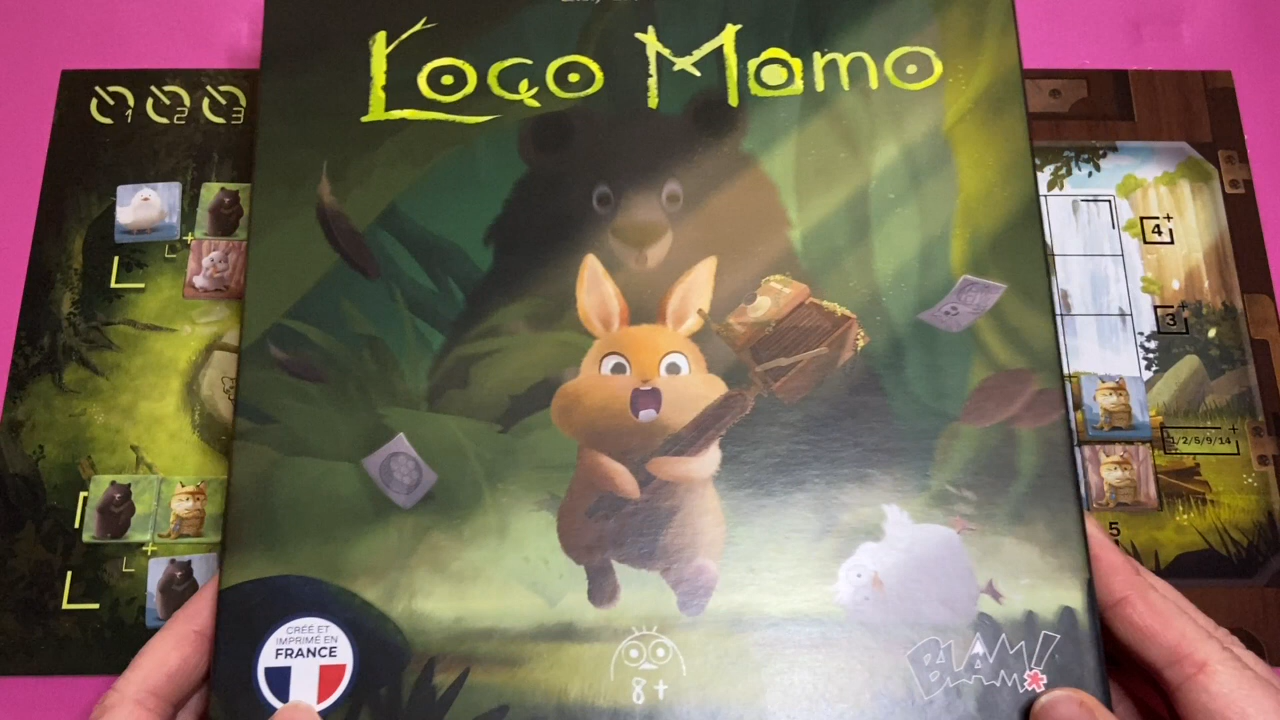 Loco Momo
1
2
3
4+
3+
1/2/5/9/14+
5
CRÉÉ ET
IMPRIMÉ EN
FRANCE
8+
BLAM!